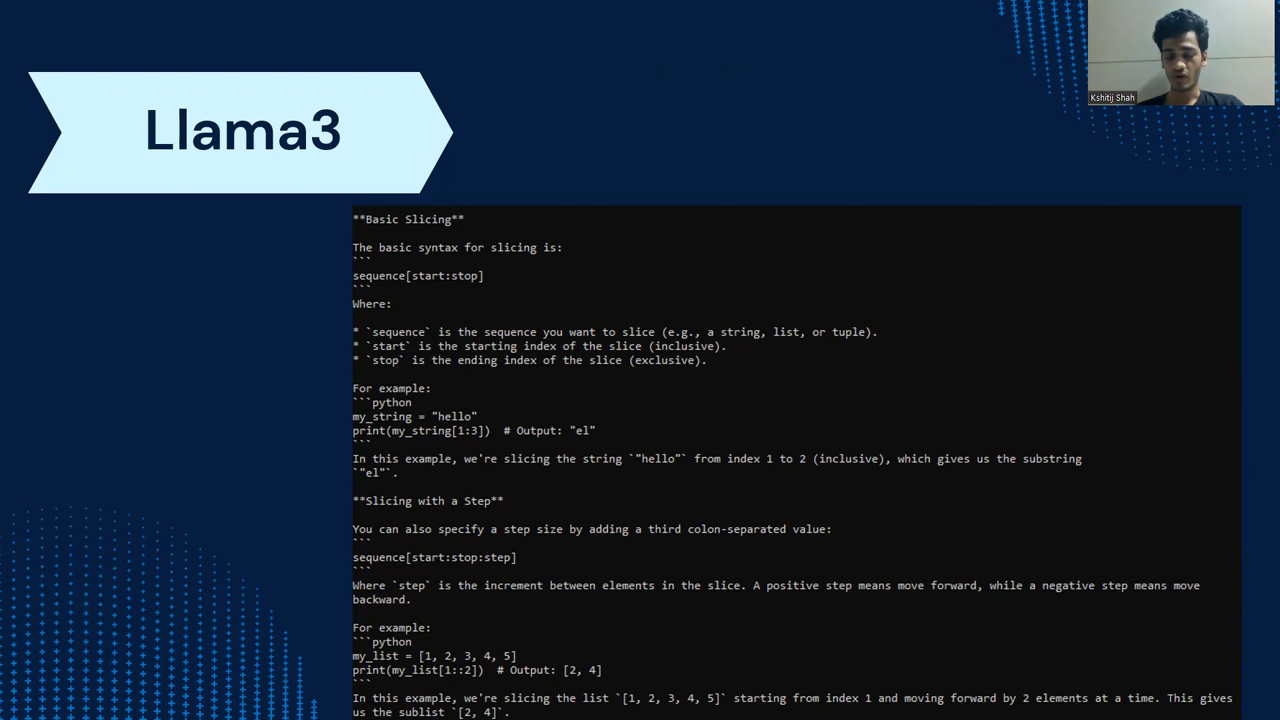 Llama3
Kshitij Shah
**Basic Slicing**
The basic syntax for slicing is:
```
sequence[start:stop]
```
Where:
* `sequence` is the sequence you want to slice (e.g., a string, list, or tuple).
* `start` is the starting index of the slice (inclusive).
* `stop` is the ending index of the slice (exclusive).
For example:
```python
my_string = "hello"
print(my_string[1:3])  # Output: "el"
```
In this example, we're slicing the string `"hello"` from index 1 to 2 (inclusive), which gives us the substring
`"el"`.
**Slicing with a Step**
You can also specify a step size by adding a third colon-separated value:
```
sequence[start:stop:step]
```
Where `step` is the increment between elements in the slice. A positive step means move forward, while a negative step means move
backward.
For example:
```python
my_list = [1, 2, 3, 4, 5]
print(my_list[1::2])  # Output: [2, 4]
```
In this example, we're slicing the list `[1, 2, 3, 4, 5]` starting from index 1 and moving forward by 2 elements at a time. This gives
us the sublist `[2, 4]`.